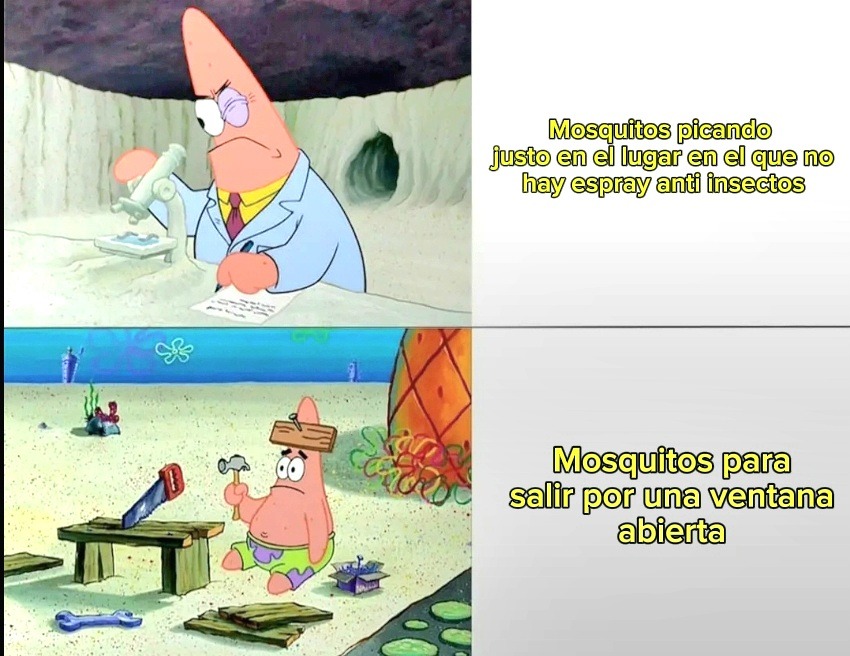 Mosquitos picando
justo en el lugar en el que no
hay espray anti insectos
Mosquitos para
salir por una ventana
abierta